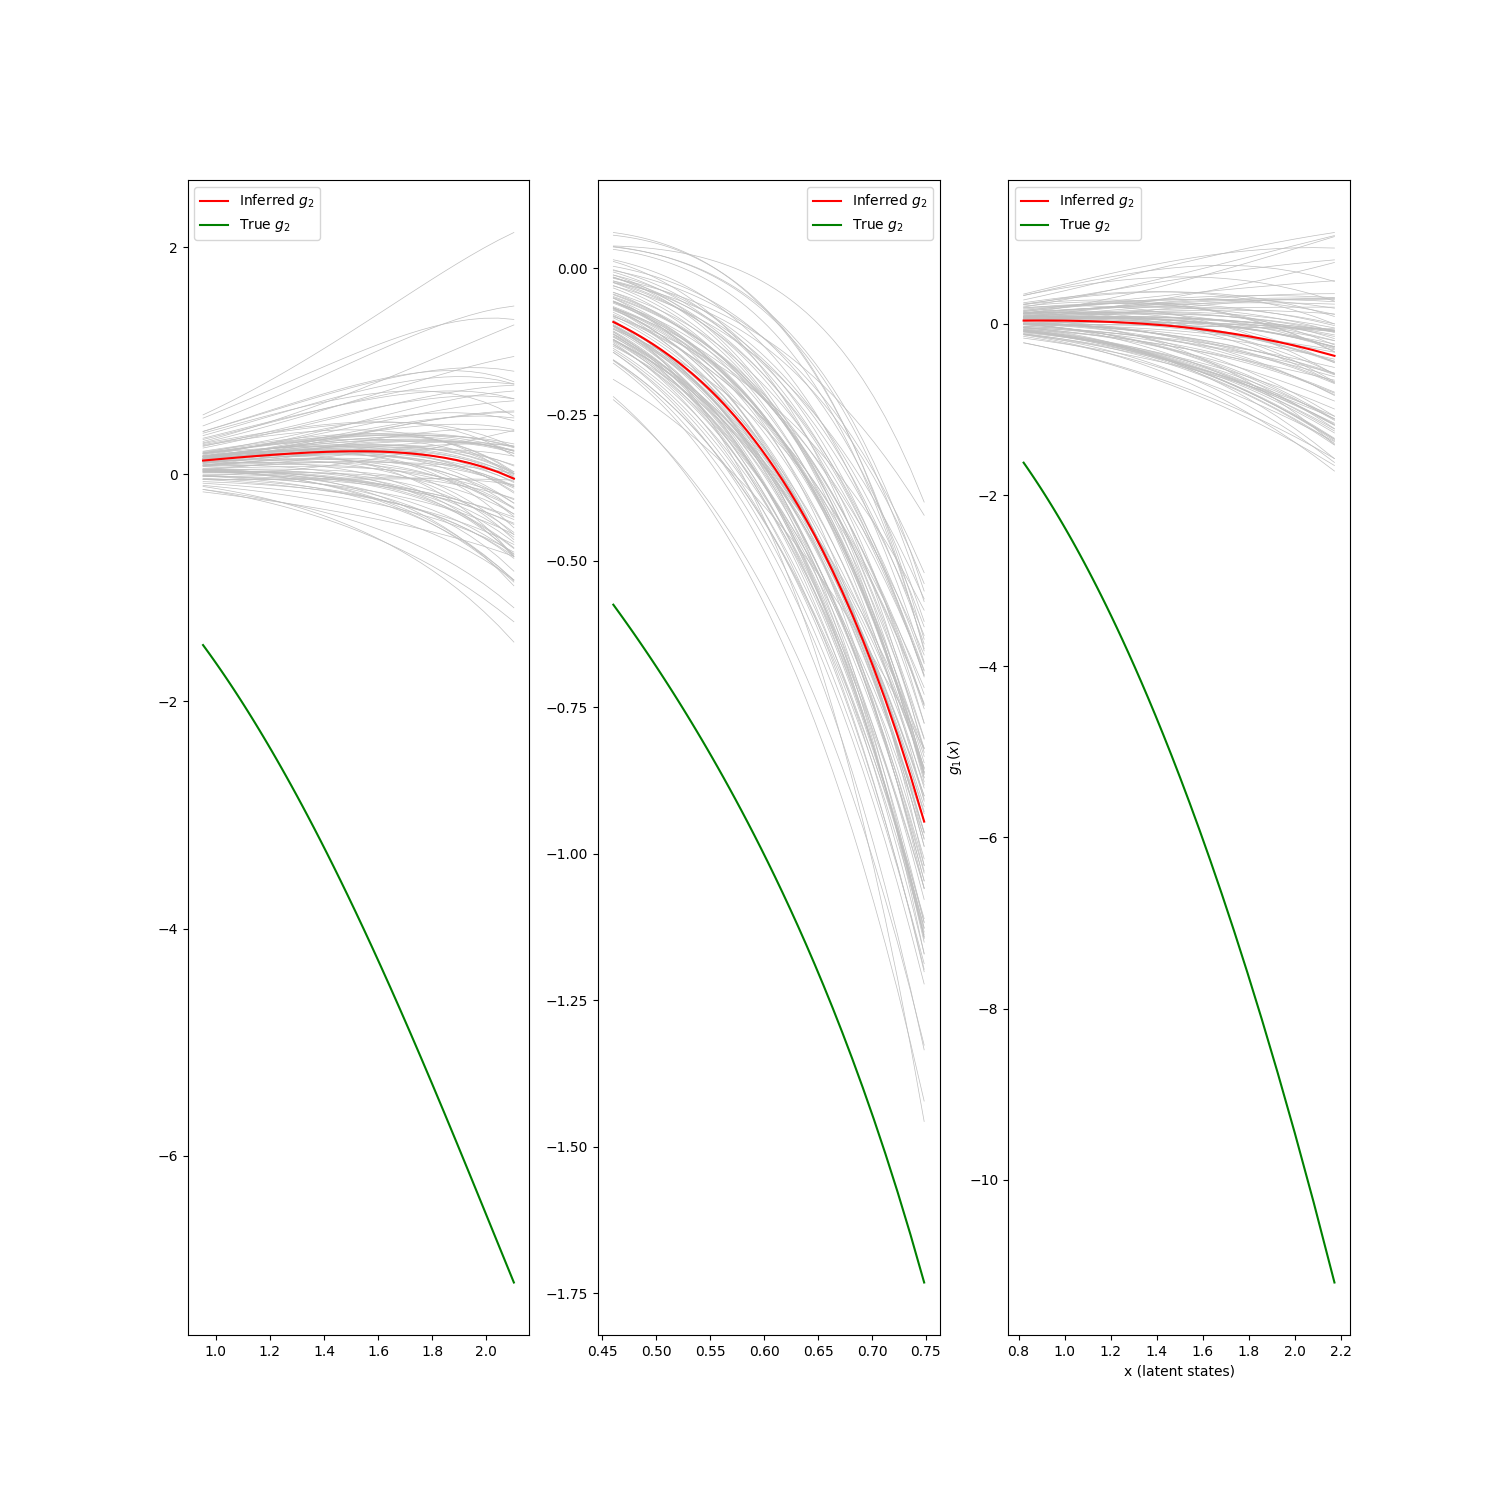 Inferred g₂
True g₂
2
0
−2
−4
−6
1.0 1.2 1.4 1.6 1.8 2.0
Inferred g₂
True g₂
0.00
−0.25
−0.50
−0.75
−1.00
−1.25
−1.50
−1.75
0.45 0.50 0.55 0.60 0.65 0.70 0.75
g₁(x)
Inferred g₂
True g₂
0
−2
−4
−6
−8
−10
0.8 1.0 1.2 1.4 1.6 1.8 2.0 2.2
x (latent states)